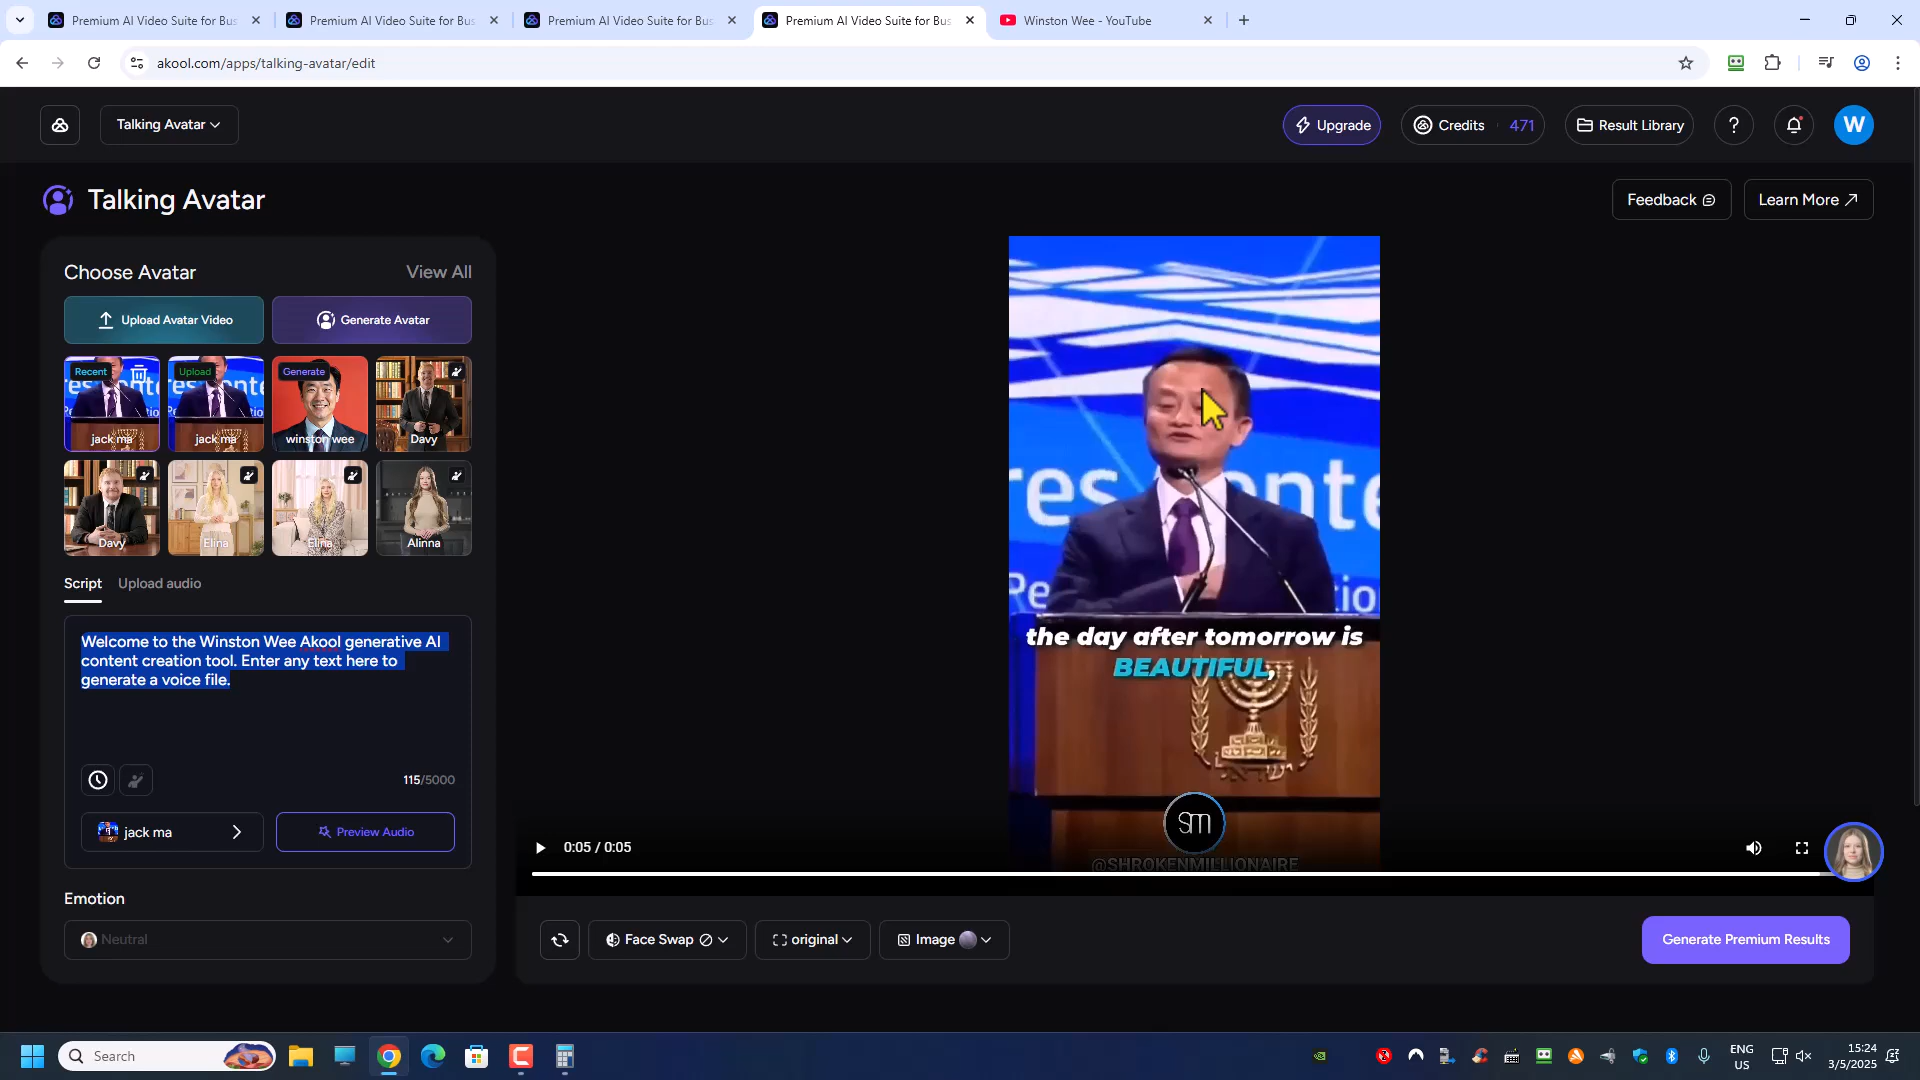 Premium AI Video Suite for Bus
Premium AI Video Suite for Bus
Premium AI Video Suite for Bus
Premium AI Video Suite for Bus
Winston Wee - YouTube
akool.com/apps/talking-avatar/edit
Talking Avatar
Upgrade
Credits
471
Result Library
?
W
Talking Avatar
Feedback
Learn More
Choose Avatar
View All
Upload Avatar Video
Generate Avatar
Recent
Upload
Generate
jack ma
jack ma
winston wee
Davy
Davy
Elina
Elina
Alinna
Script
Upload audio
Welcome to the Winston Wee Akool generative AI
content creation tool. Enter any text here to
generate a voice file.
115/5000
jack ma
Preview Audio
Emotion
Neutral
the day after tomorrow is
BEAUTIFUL,
sm
@SHROKENMILLIONAIRE
0:05 / 0:05
Face Swap
original
Image
Generate Premium Results
Search
ENG
US
15:24
3/5/2025